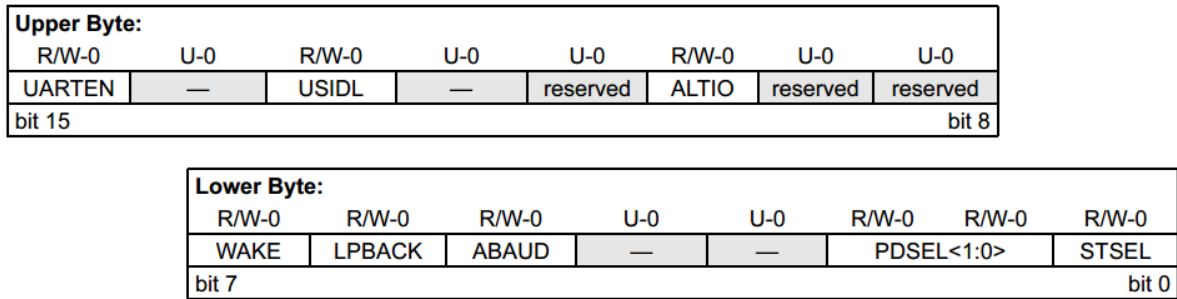 Upper Byte:
R/W-0 U-0 R/W-0 U-0 U-0 R/W-0 U-0 U-0
UARTEN — USIDL — reserved ALTIO reserved reserved
bit 15 bit 8
Lower Byte:
R/W-0 R/W-0 R/W-0 U-0 U-0 R/W-0 R/W-0 R/W-0
WAKE LPBACK ABAUD — — PDSEL<1:0> STSEL
bit 7 bit 0